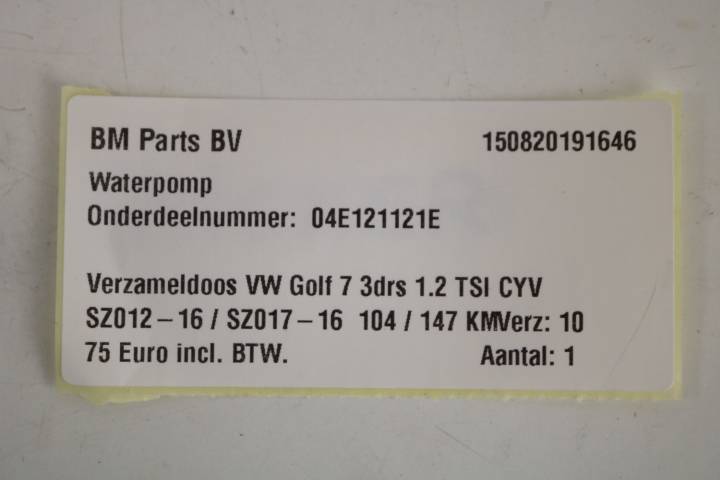 BM Parts BV 150820191646
Waterpomp
Onderdeelnummer: 04E121121E
Verzameldoos VW Golf 7 3drs 1.2 TSI CYV
SZ012-16 / SZ017-16 104 / 147 KMVerz: 10
75 Euro incl. BTW. Aantal: 1